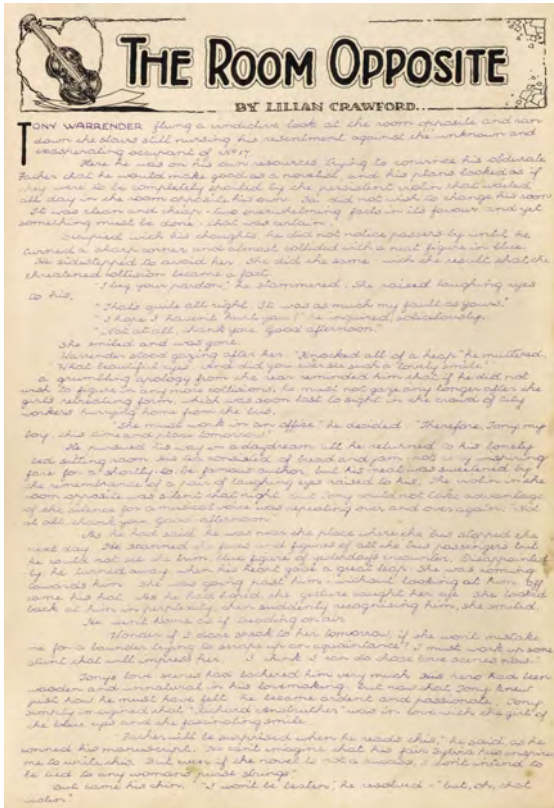 THE ROOM OPPOSITE
BY LILIAN CRAWFORD.
TONY WARRENDER flung a vindictive look at the room opposite and ran
down the stairs still nursing his resentment against the unknown and
exasperating occupant of Nº 17
Here he was on his own resources trying to convince his obdurate
Father that he would make good as a novelist, and his plans looked as if
they were to be completely spoiled by the persistent violin that wailed
all day in the room opposite his own. He did not wish to change his room
It was clean and cheap - two overwhelming facts in its favour and yet
something must be done, that was certain.
Occupied with his thoughts, he did not notice passers-by until he
turned a sharp corner and almost collided with a neat figure in blue.
He sidestepped to avoid her. She did the same - with the result that the
threatened collision became a fact.
"I beg your pardon," he stammered. She raised laughing eyes
to his.
"That's quite all right. It was as much my fault as yours."
"I hope I haven't hurt you!" he inquired, solicitously.
"Not at all, thank you. Good afternoon."
She smiled and was gone.
Warrender stood gazing after her. "Knocked all of a heap" he muttered.
"What beautiful eyes. And did you ever see such a lovely smile."
A grumbling apology from the rear reminded him that if he did not
wish to figure in any more collisions, he must not gaze any longer after the
girl's retreating form, which was soon lost to sight in the crowd of city
workers hurrying home from the bus.
"She must work in an office" he decided. "Therefore, Tony my
boy, this time and place tomorrow."
He pursued his way in a daydream till he returned to his lonely
bed sitting room. His tea consisted of bread and jam - not very inspiring
fare for a shortly-to-be famous author, but his meal was sweetened by
the remembrance of a pair of laughing eyes raised to his. The violin in the
room opposite was silent that night but Tony could not take advantage
of the silence for a musical voice was repeating over and over again: "Not
at all, thank you. Good-afternoon"
As he had said, he was near the place where the bus stopped the
next day. He scanned the faces and figures of all the bus passengers but
he could not see the trim blue figure of yesterday's encounter. Disappointed
ly he turned away when his heart gave a great leap. She was coming
towards him. She was going past him - without looking at him. Off
came his hat. As he had hoped, the gesture caught her eye. She looked
back at him in perplexity, then suddenly recognising him, she smiled.
He went home as if treading on air.
"Wonder if I dare speak to her tomorrow, if she won't mistake
me for a bounder trying to scrape up an aquaintance? I must work up some
stunt that will impress her. I think I can do those love scenes now."
Tony's love scenes had bothered him very much. His hero had been
wooden and unnatural in his lovemaking. But now that Tony knew
just how he must have felt he became ardent and passionate. Tony
simply imagined that "Richard" was in love with the girl of
the blue eyes and the fascinating smile.
"Father will be surprised when he reads this," he said, as he
conned his manuscript. "He can't imagine that his fair Sylvia has inspired
me to write this. But even if the novel is not a success, I don't intend to
be tied to any woman's purse strings."
Out came his chin. "I won't be beaten," he resolved - "but, oh, that
violin."